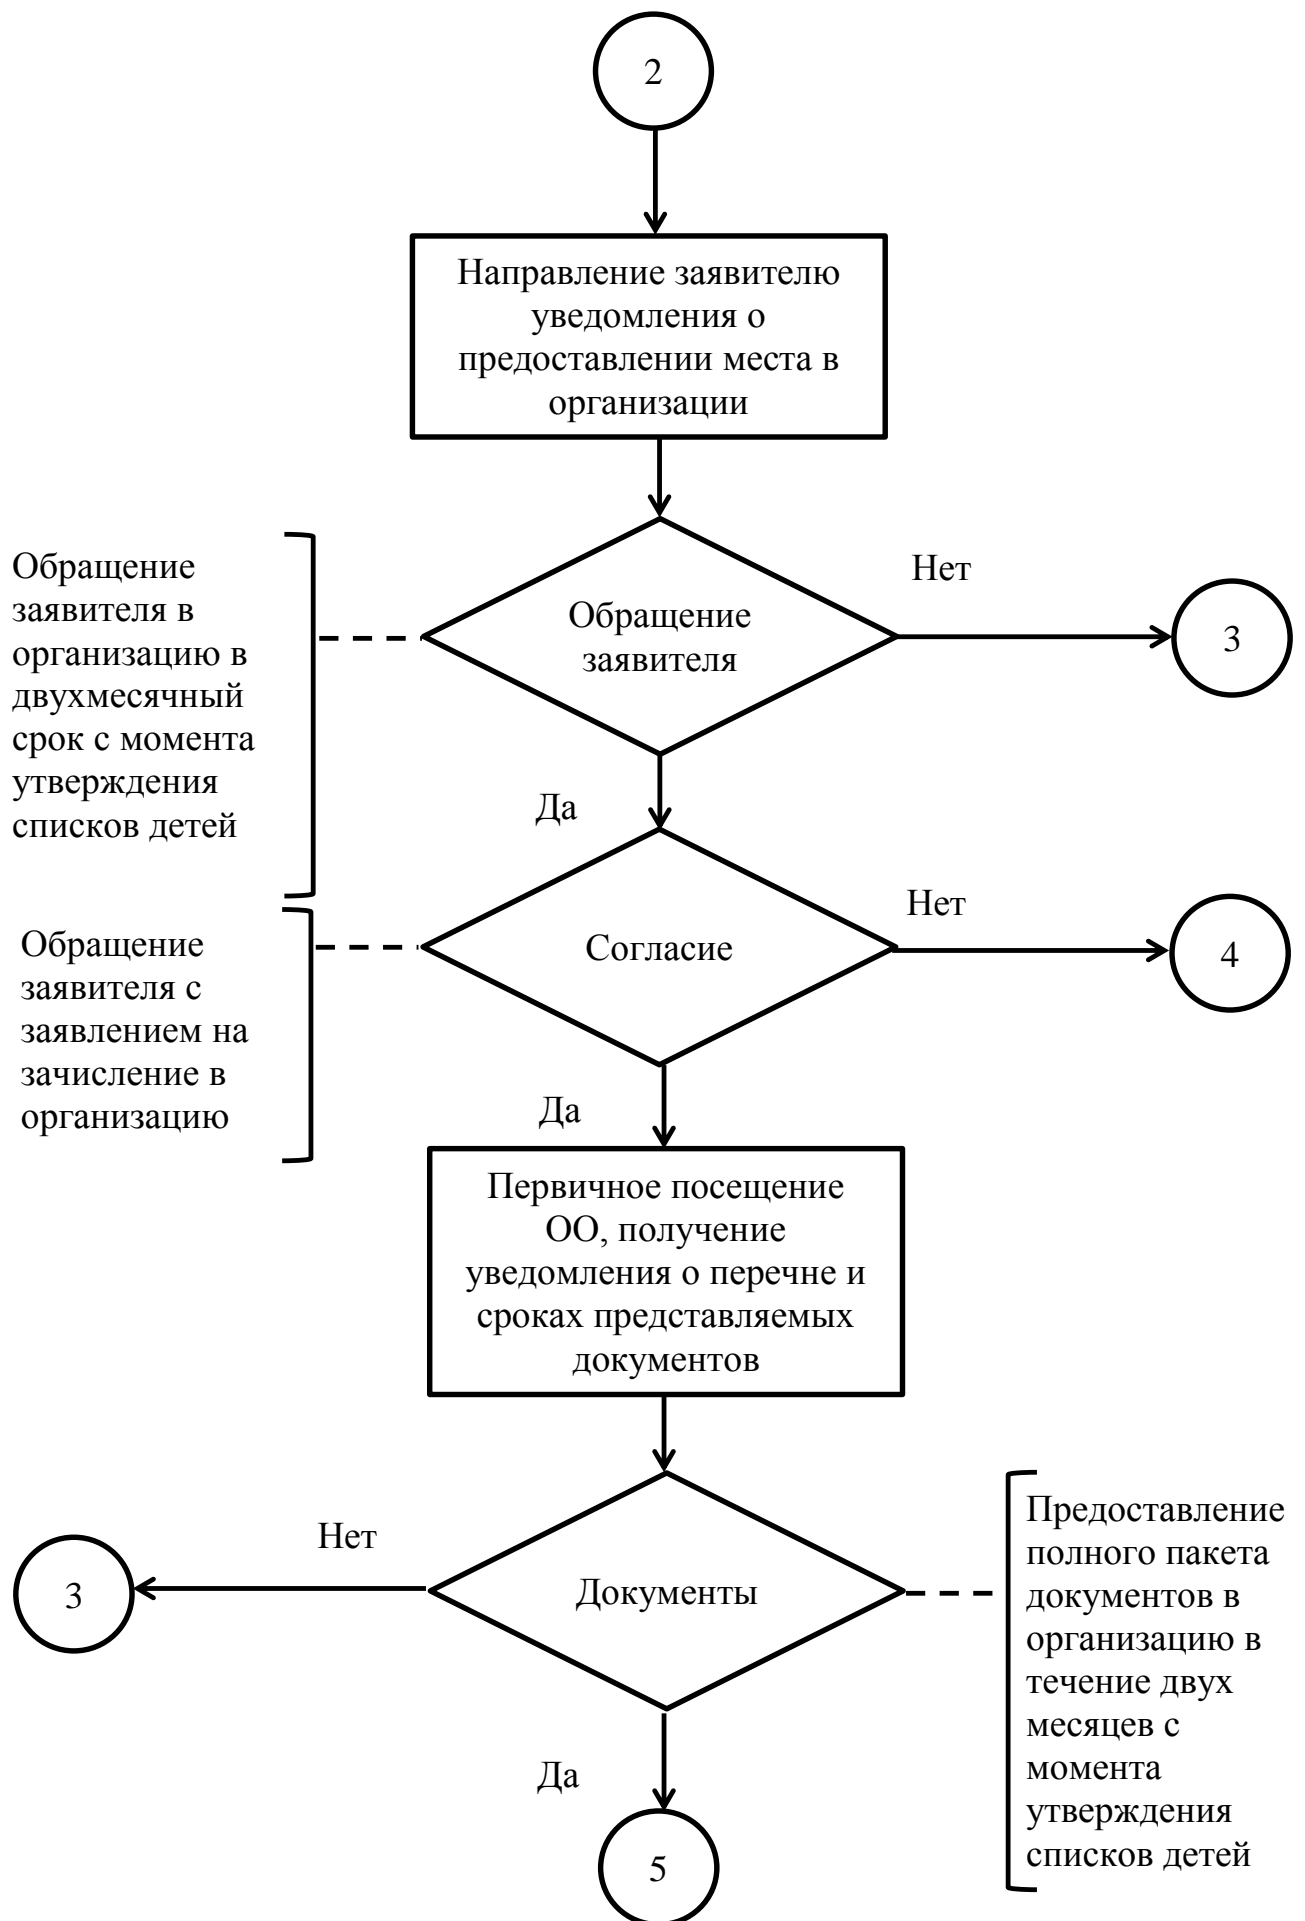 2
Направление заявителю
уведомления о
предоставлении места в
организации
Обращение
заявителя в
организацию в
двухмесячный
срок с момента
утверждения
списков детей
Обращение
заявителя
Нет
3
Да
Обращение
заявителя с
заявлением на
зачисление в
организацию
Согласие
Нет
4
Да
Первичное посещение
ОО, получение
уведомления о перечне и
сроках представляемых
документов
Нет
3
Документы
Предоставление
полного пакета
документов в
организацию в
течение двух
месяцев с
момента
утверждения
списков детей
Да
5